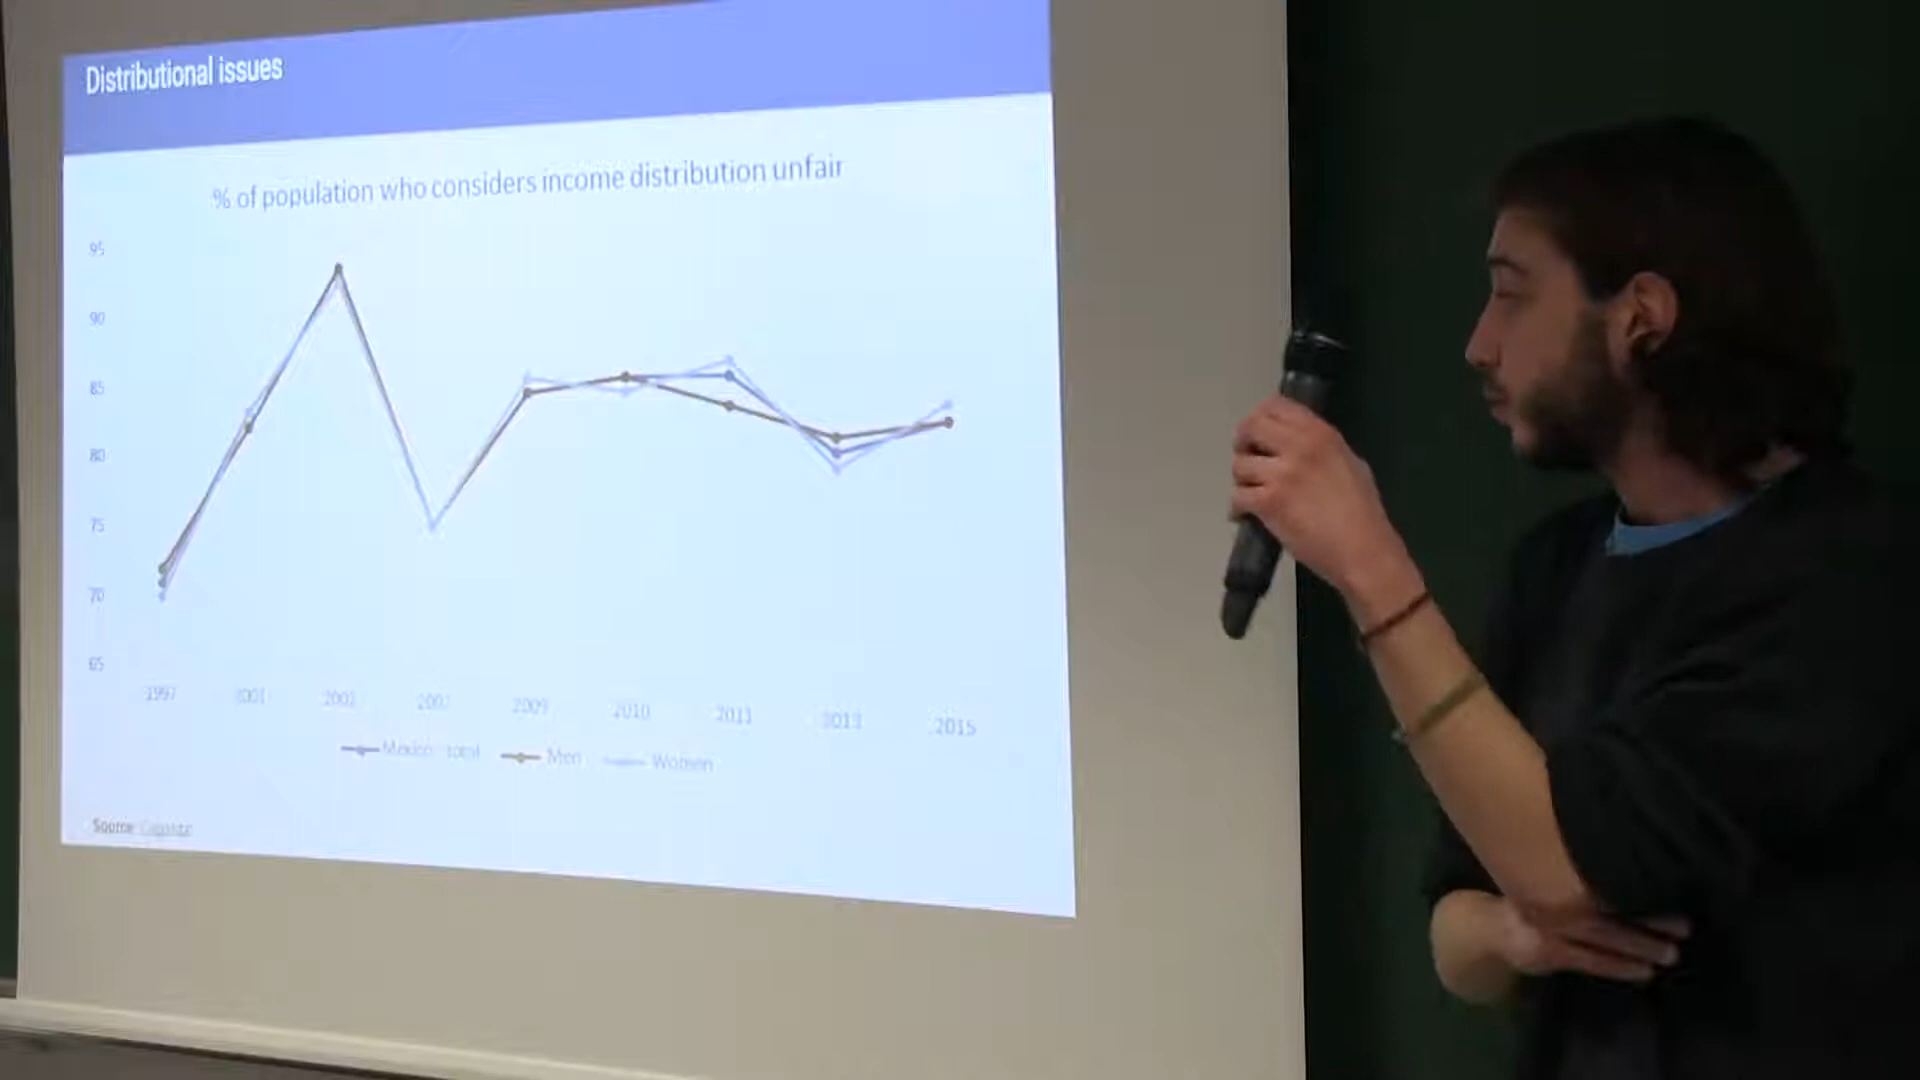 Distributional issues
% of population who considers income distribution unfair
95
90
85
80
75
70
65
1997 2001 2002 2007 2009 2010 2011 2013 2015
Mexico total Men Women
Source: